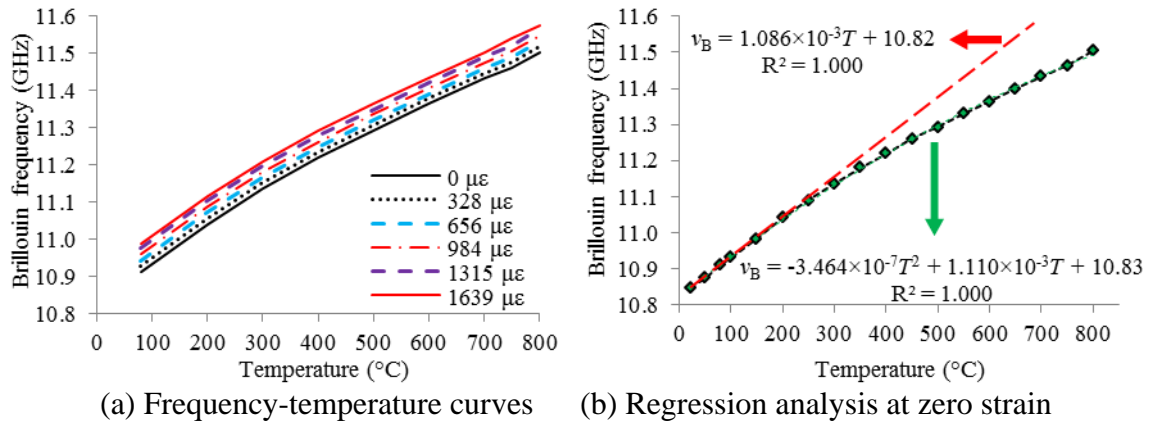 Brillouin frequency (GHz)
11.6
11.5
11.4
11.3
11.2
11.1
11.0
10.9
10.8
0 100 200 300 400 500 600 700 800
Temperature (°C)
0 με
328 με
656 με
984 με
1315 με
1639 με
(a) Frequency-temperature curves
Brillouin frequency (GHz)
11.6
11.5
11.4
11.3
11.2
11.1
11.0
10.9
10.8
0 100 200 300 400 500 600 700 800
Temperature (°C)
νB = 1.086×10⁻³T + 10.82
R² = 1.000
νB = -3.464×10⁻⁷T² + 1.110×10⁻³T + 10.83
R² = 1.000
(b) Regression analysis at zero strain